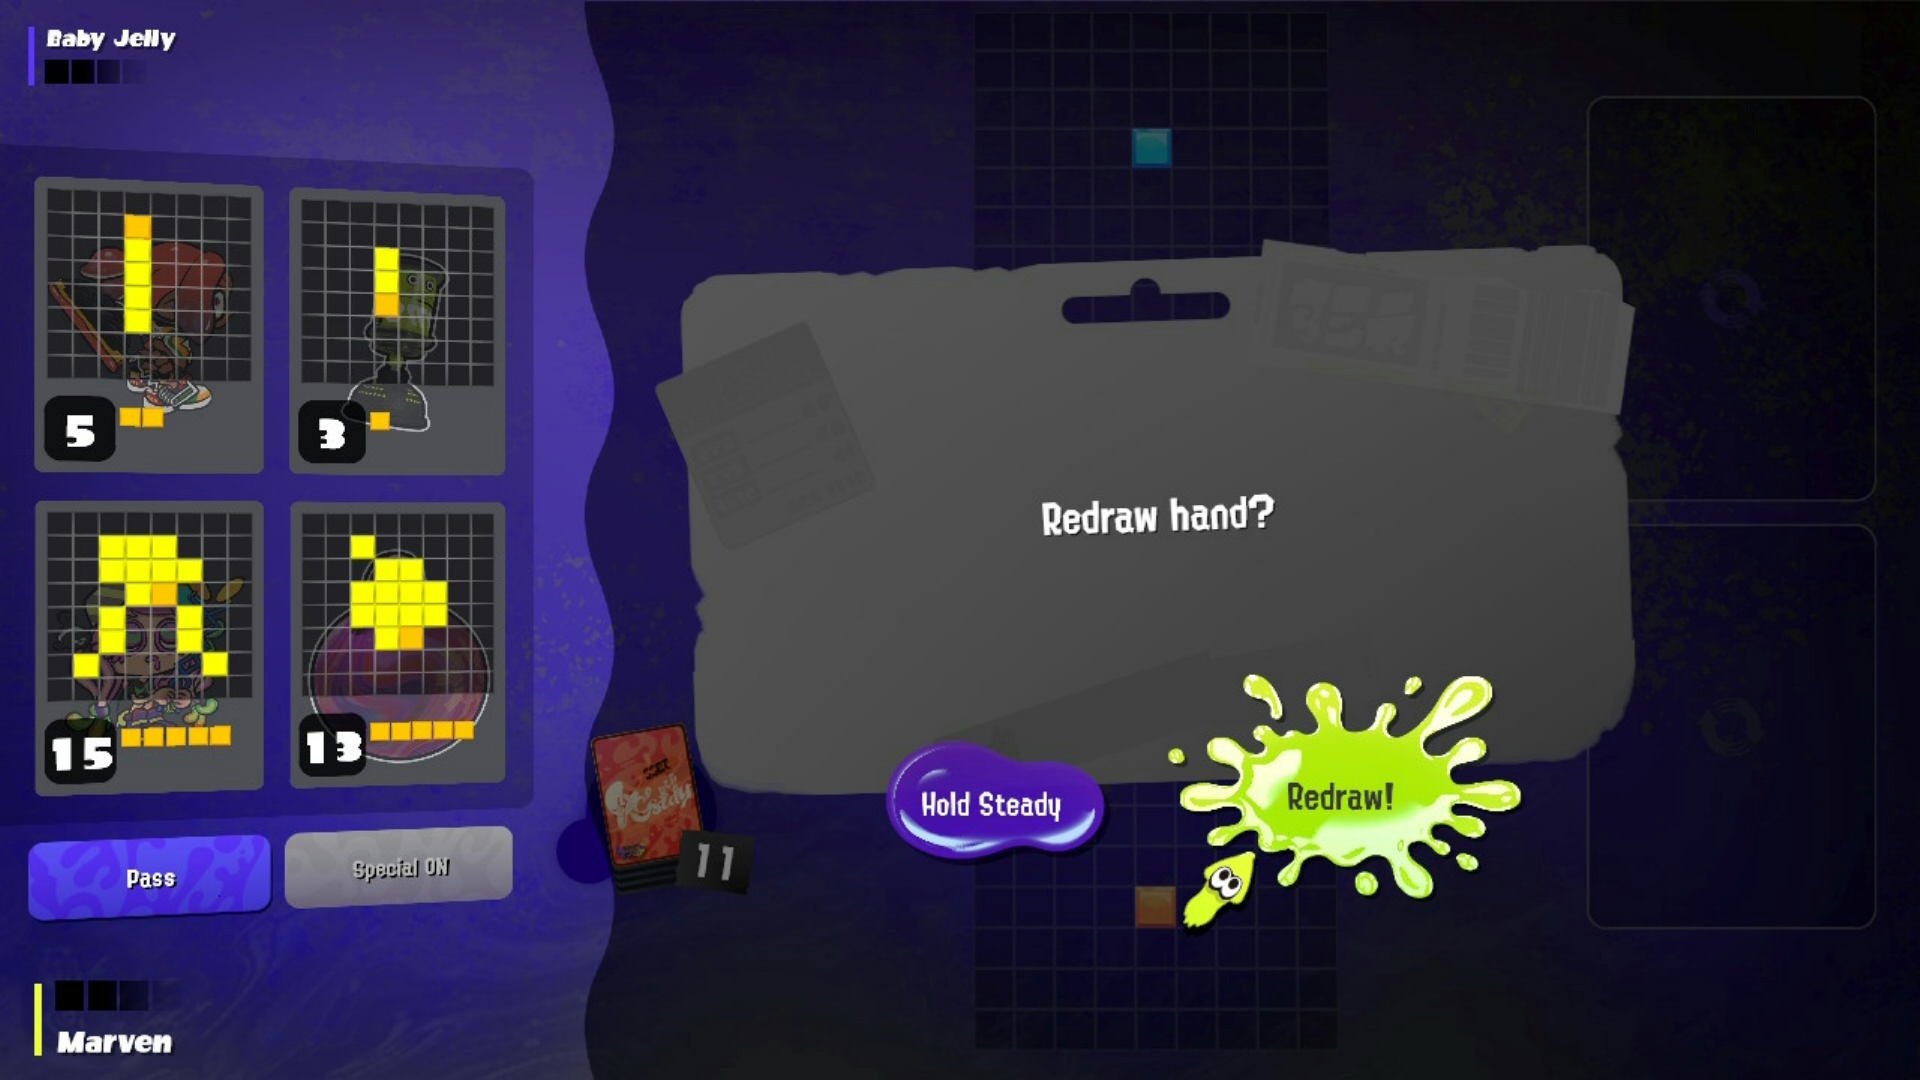 Baby Jelly
5
3
15
13
Redraw hand?
Hold Steady
Redraw!
Pass
Special ON
11
Marven